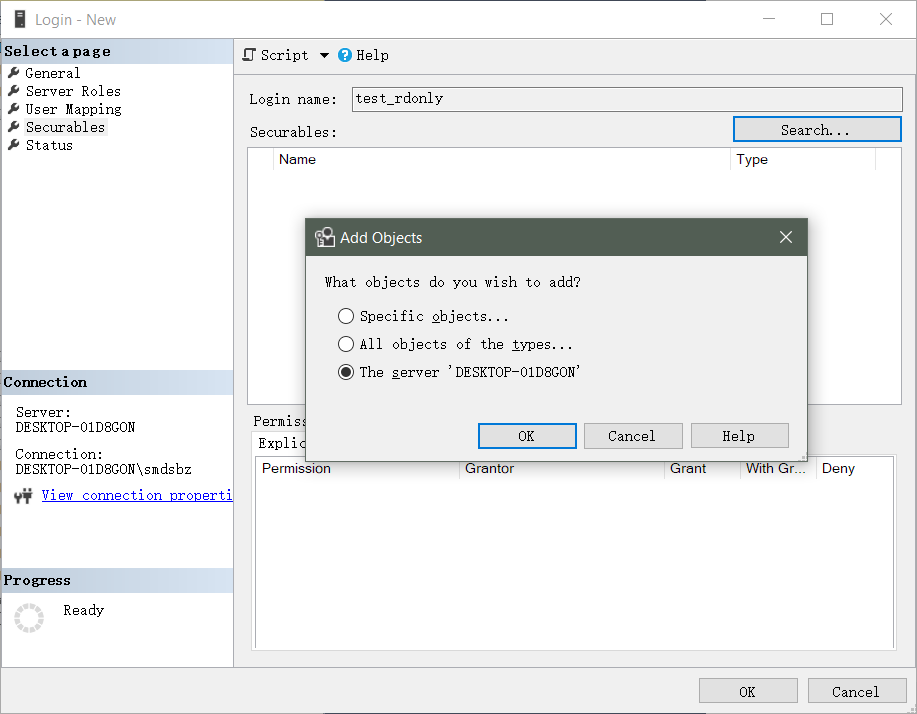 Login - New
Select a page
General
Server Roles
User Mapping
Securables
Status
Connection
Server:
DESKTOP-01D8GON
Connection:
DESKTOP-01D8GON\smdsbz
View connection properti
Progress
Ready
Script Help
Login name: test_rdonly
Securables: Search...
Name Type
Add Objects
What objects do you wish to add?
Specific objects...
All objects of the types...
The server 'DESKTOP-01D8GON'
OK Cancel Help
Permiss
Explic
Permission Grantor Grant With Gr... Deny
OK Cancel